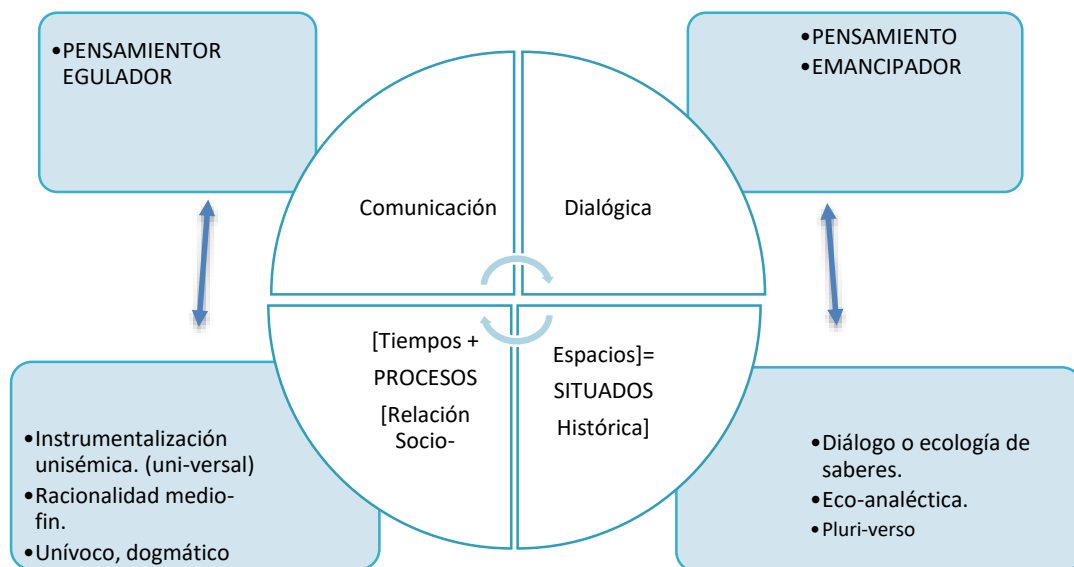 •PENSAMIENTOR
EGULADOR
•PENSAMIENTO
•EMANCIPADOR
Comunicación
Dialógica
[Tiempos +
PROCESOS
[Relación
Socio-
Espacios]=
SITUADOS
Histórica]
•Instrumentalización
unisémica. (uni-versal)
•Racionalidad medio-
fin.
•Unívoco, dogmático
•Diálogo o ecología de
saberes.
•Eco-analéctica.
•Pluri-verso